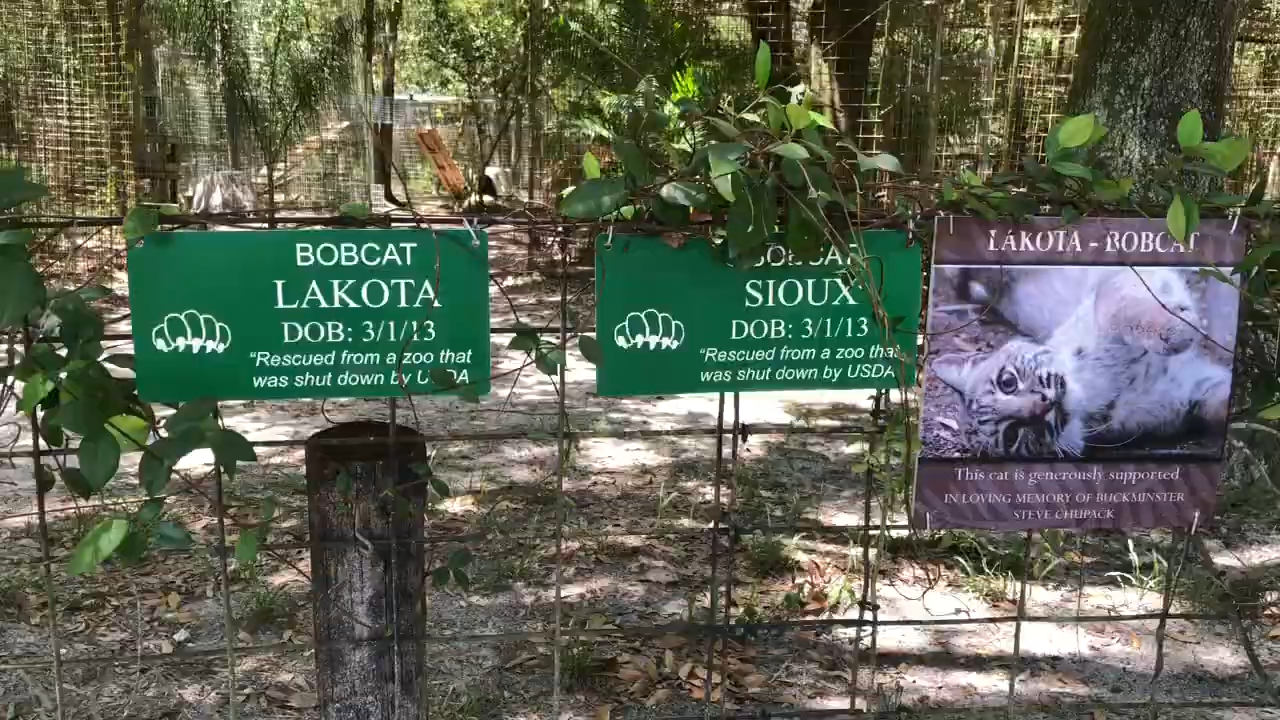 BOBCAT
LAKOTA
DOB: 3/1/13
“Rescued from a zoo that
was shut down by USDA
BOBCAT
SIOUX
DOB: 3/1/13
“Rescued from a zoo that
was shut down by USDA
LAKOTA - BOBCAT
This cat is generously supported
IN LOVING MEMORY OF BUCKMINSTER
STEVE CHUPACK